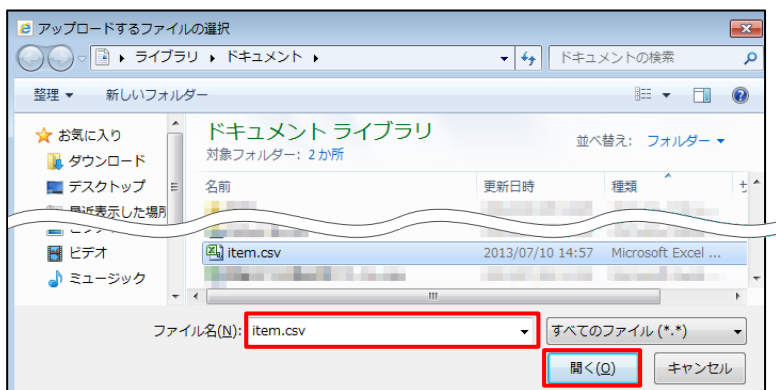 アップロードするファイルの選択
ライブラリ ドキュメント ドキュメントの検索
整理 新しいフォルダー
お気に入り
ダウンロード
デスクトップ
最近表示した場所
ビデオ
ミュージック
ドキュメント ライブラリ
対象フォルダー: 2 か所
並べ替え: フォルダー
名前 更新日時 種類 サ
item.csv 2013/07/10 14:57 Microsoft Excel ...
ファイル名(N): item.csv すべてのファイル (*.*)
開く(O) キャンセル